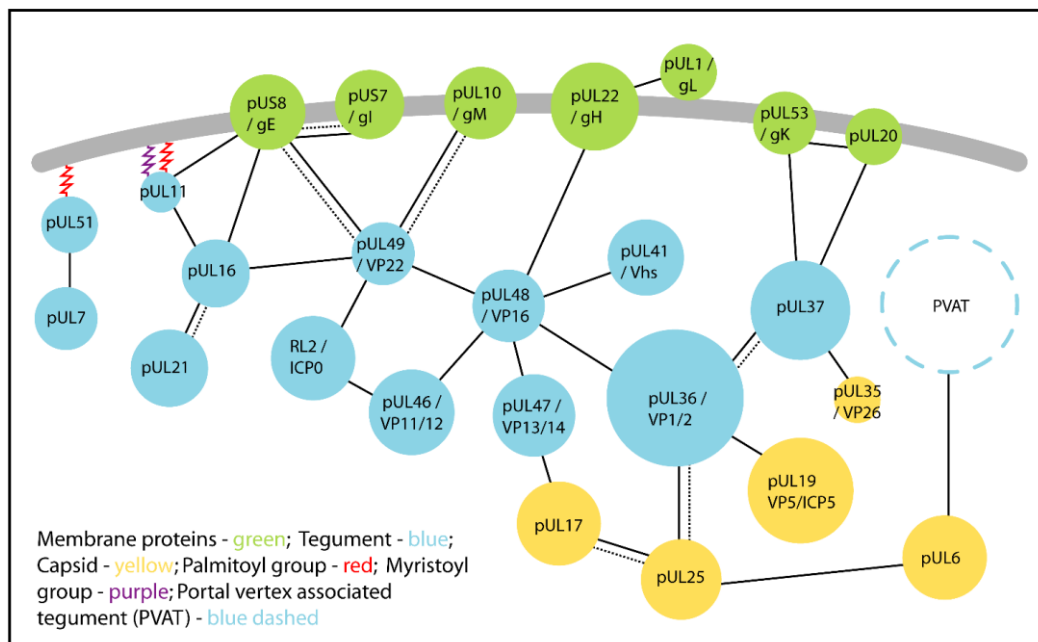 pUS8
/ gE
pUS7
/ gI
pUL10
/ gM
pUL22
/ gH
pUL1 /
gL
pUL53
/ gK
pUL20
pUL11
pUL51
pUL16
pUL49
/ VP22
pUL41
/ Vhs
pUL48
/ VP16
pUL37
PVAT
pUL7
pUL21
RL2 /
ICP0
pUL46 /
VP11/12
pUL47 /
VP13/14
pUL36 /
VP1/2
pUL35
/ VP26
pUL19
VP5/ICP5
pUL17
pUL25
pUL6
Membrane proteins - green; Tegument - blue;
Capsid - yellow; Palmitoyl group - red; Myristoyl
group - purple; Portal vertex associated
tegument (PVAT) - blue dashed